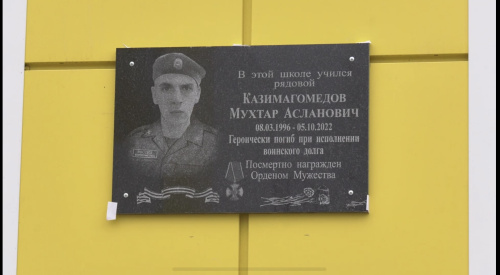 В этой школе учился
рядовой
КАЗИМАГОМЕДОВ
МУХТАР АСЛАНОВИЧ
08.03.1996 - 05.10.2022
Героически погиб при исполнении
воинского долга
Посмертно награжден
Орденом Мужества